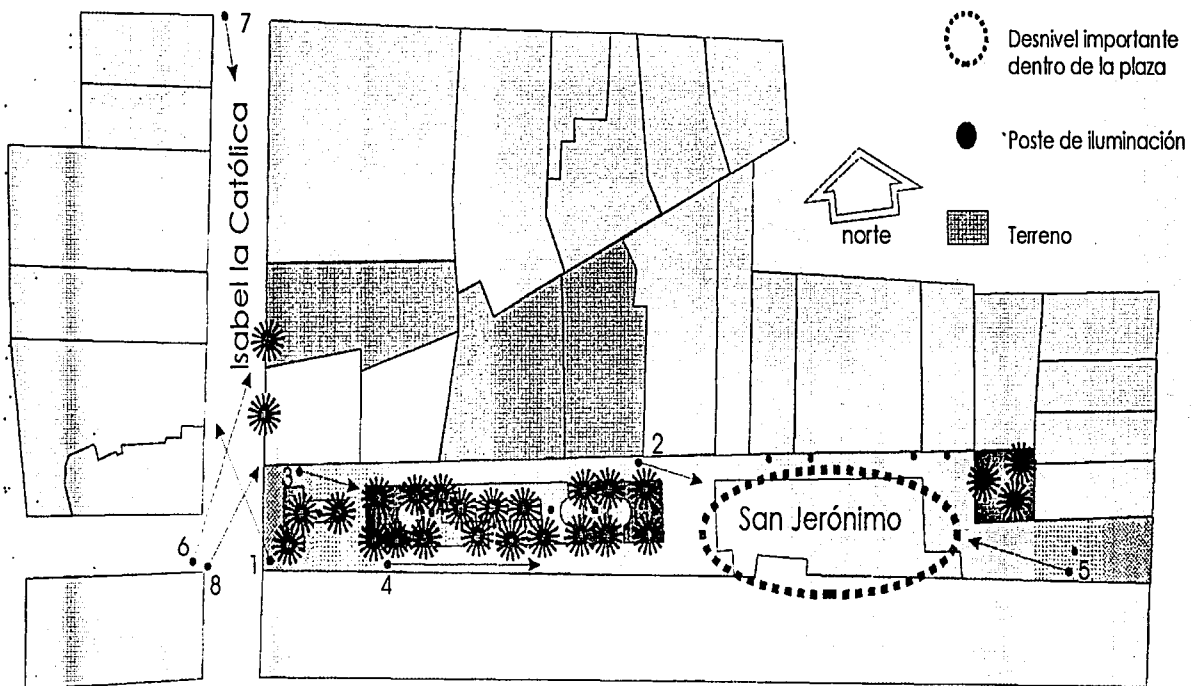 7
Desnivel importante
dentro de la plaza
Isabel la Católica
Poste de iluminación
norte
Terreno
2
3
San Jerónimo
6
8
1
4
5